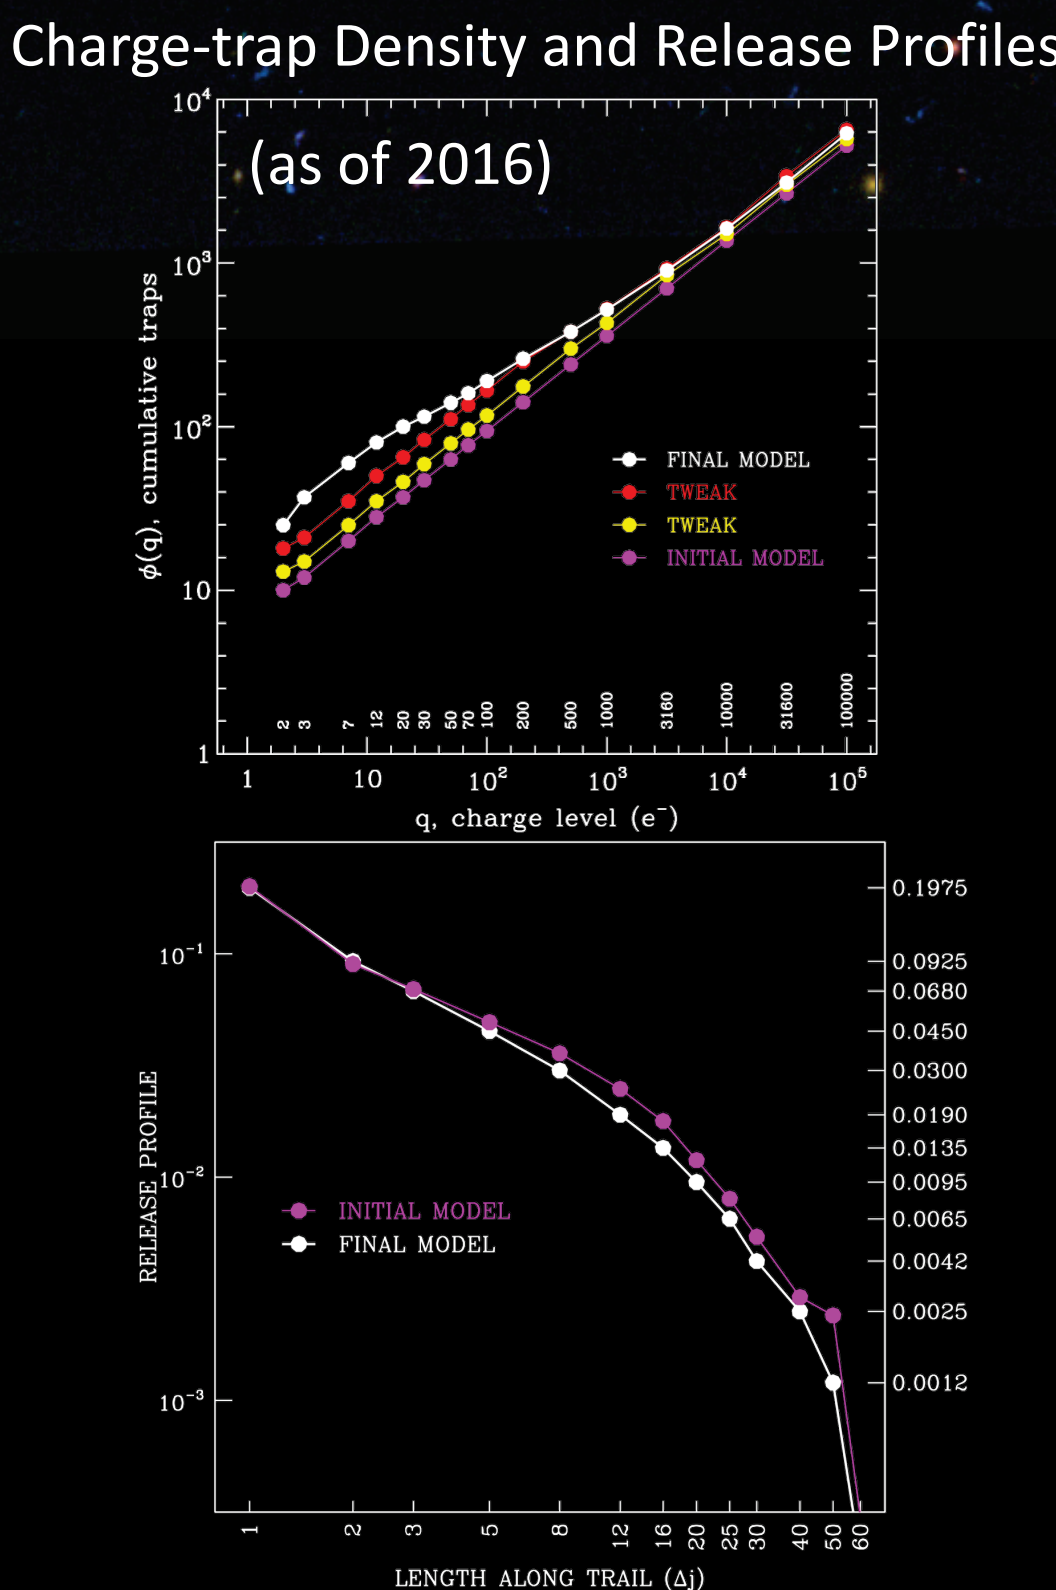 Charge-trap Density and Release Profiles
(as of 2016)
10⁴
10³
10²
10
1
ϕ(q), cumulative traps
FINAL MODEL
TWEAK
TWEAK
INITIAL MODEL
2 3 7 12 20 30 50 70 100 200 500 1000 3160 10000 31600 100000
1 10 10² 10³ 10⁴ 10⁵
q, charge level (e⁻)
10⁻¹
10⁻²
10⁻³
RELEASE PROFILE
INITIAL MODEL
FINAL MODEL
0.1975
0.0925
0.0680
0.0450
0.0300
0.0190
0.0135
0.0095
0.0065
0.0042
0.0025
0.0012
1 2 3 5 8 12 16 20 25 30 40 50 60
LENGTH ALONG TRAIL (Δj)